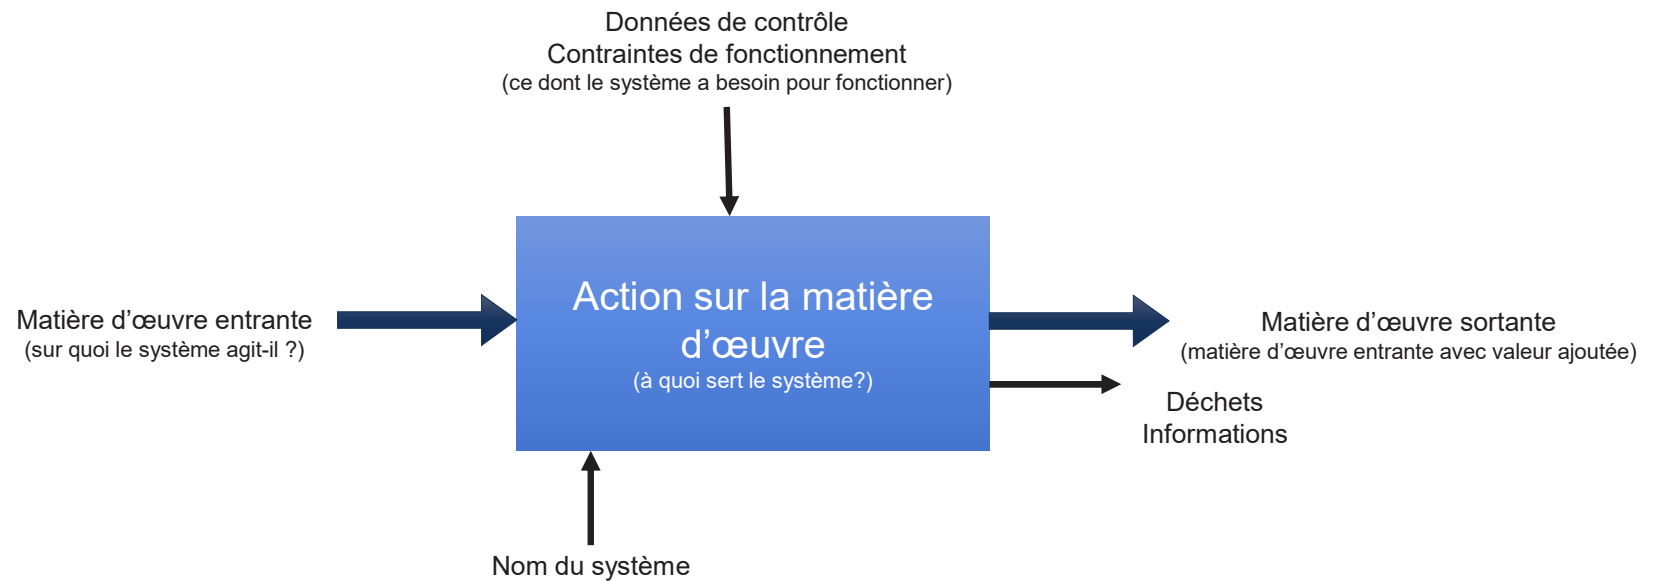 Données de contrôle
Contraintes de fonctionnement
(ce dont le système a besoin pour fonctionner)
Action sur la matière
d’œuvre
(à quoi sert le système?)
Matière d’œuvre entrante
(sur quoi le système agit-il ?)
Matière d’œuvre sortante
(matière d’œuvre entrante avec valeur ajoutée)
Déchets
Informations
Nom du système